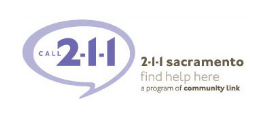 CALL 2-1-1
2-1-1 sacramento
find help here
a program of community link